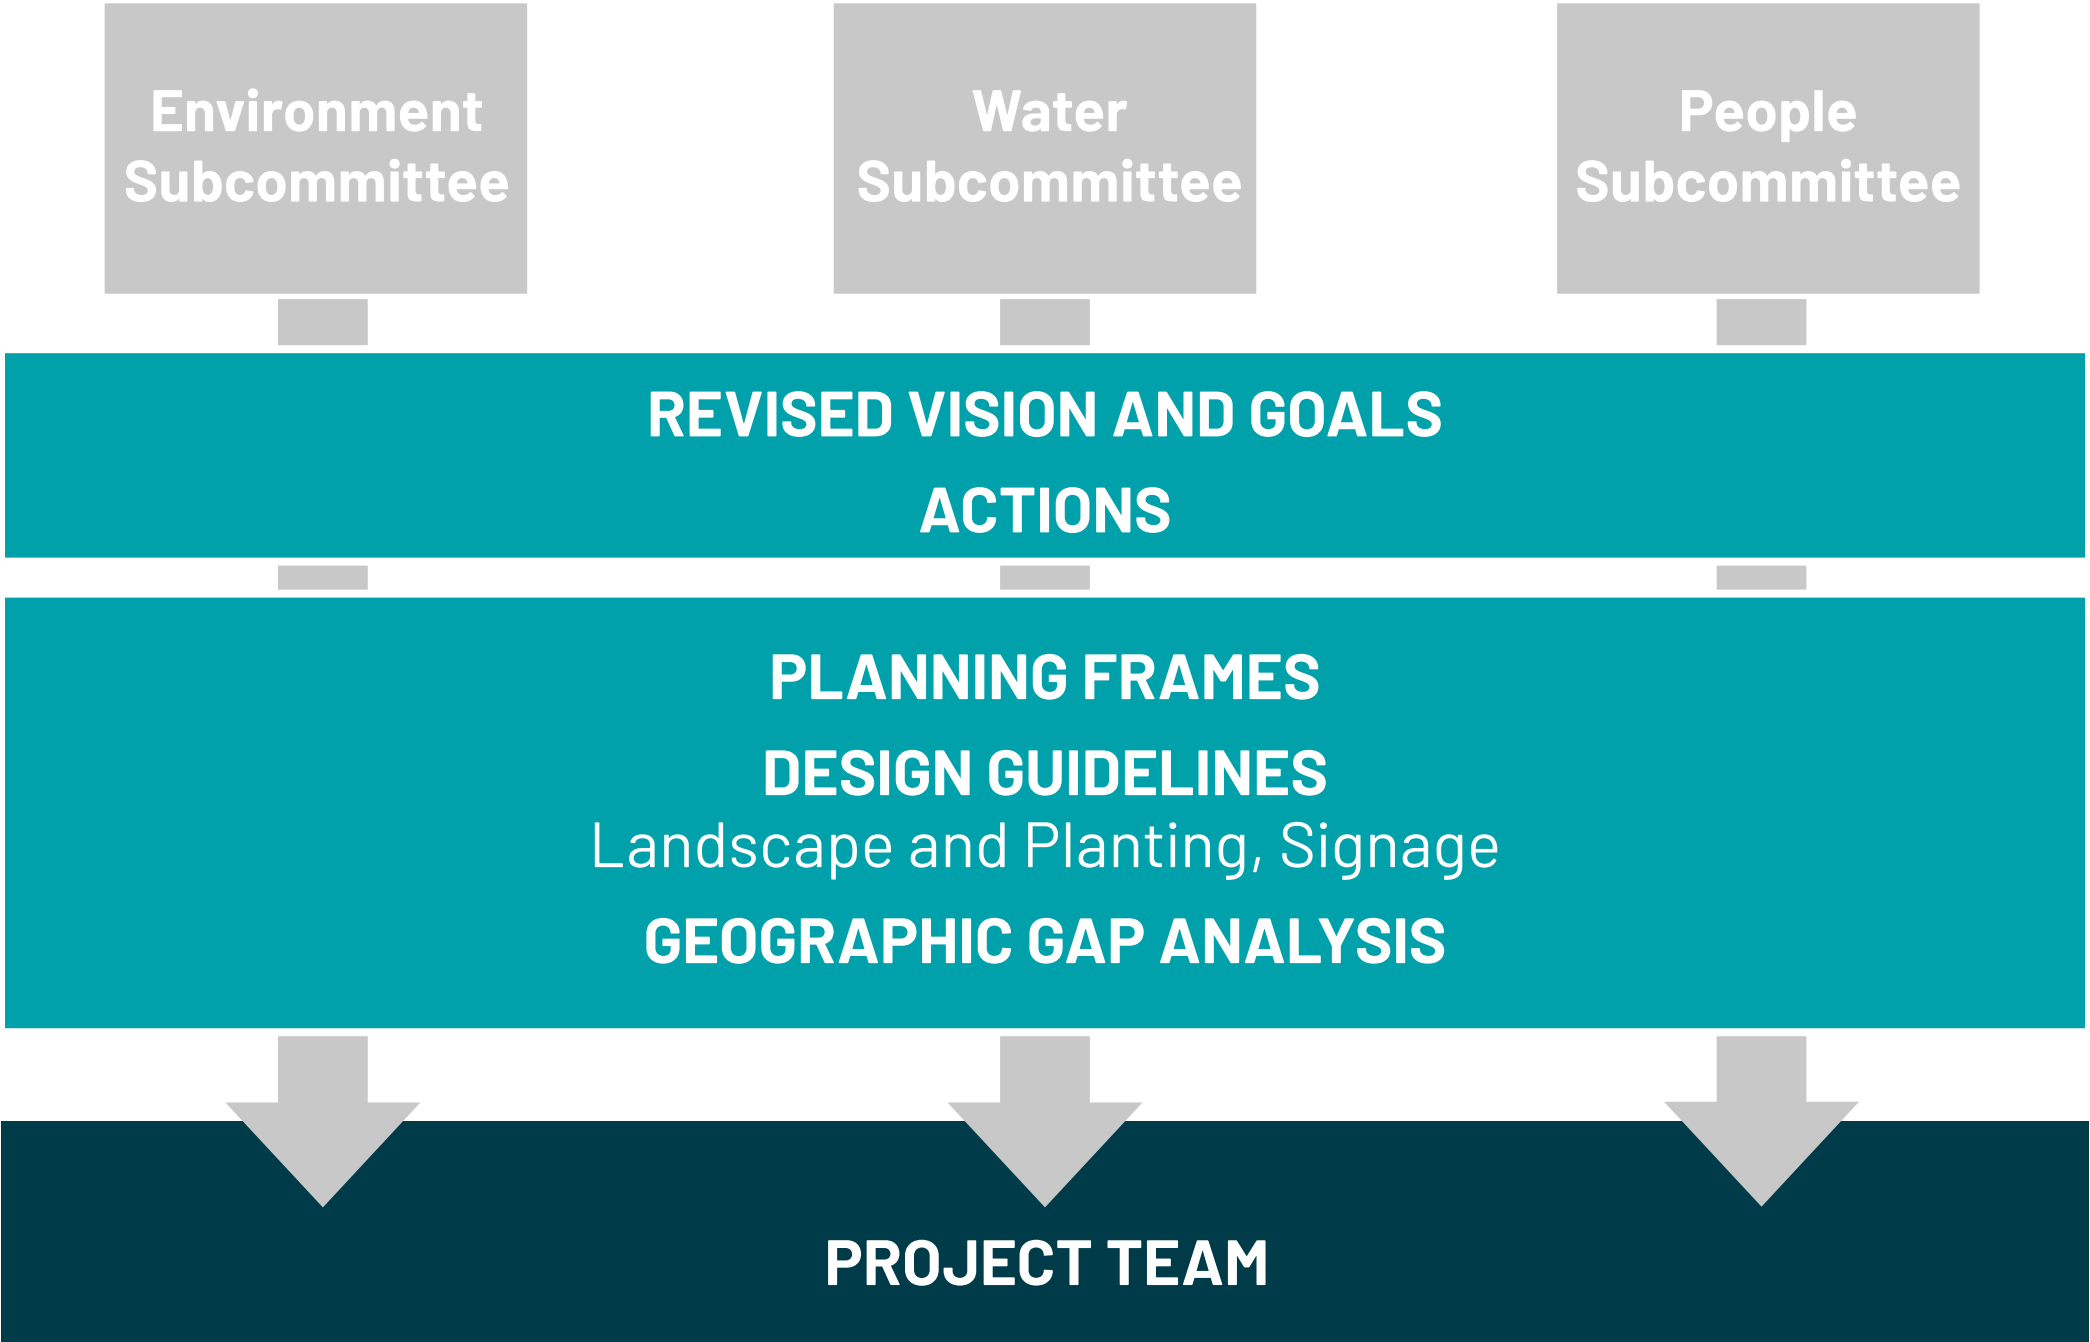 Environment
Subcommittee
Water
Subcommittee
People
Subcommittee
REVISED VISION AND GOALS
ACTIONS
PLANNING FRAMES
DESIGN GUIDELINES
Landscape and Planting, Signage
GEOGRAPHIC GAP ANALYSIS
PROJECT TEAM